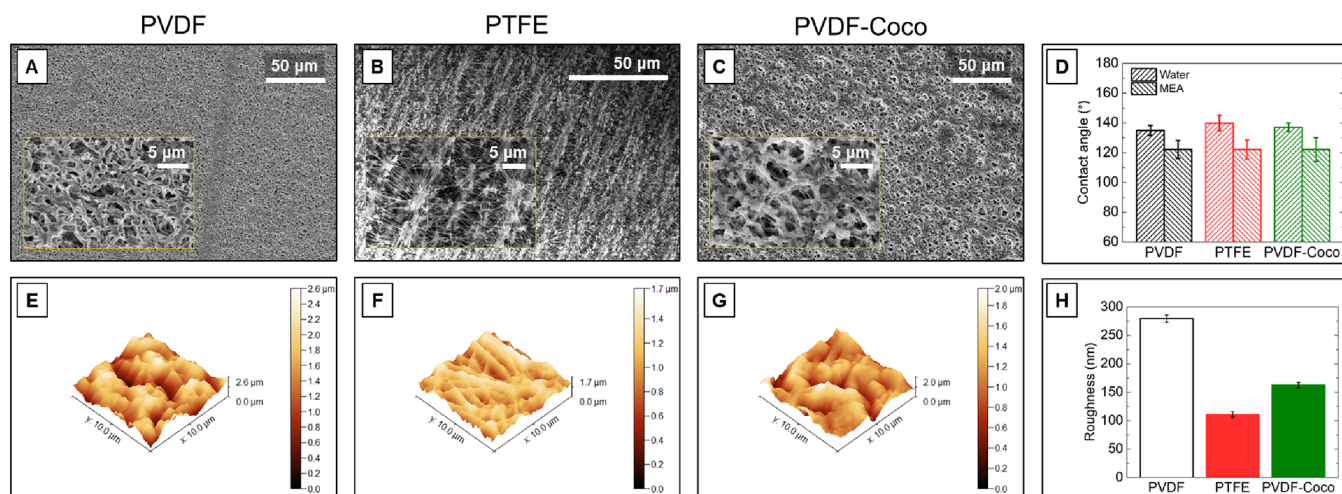 PVDF
PTFE
PVDF-Coco
A
50 µm
5 µm
B
50 µm
5 µm
C
50 µm
5 µm
D
Water
MEA
Contact angle (°)
180
160
140
120
100
80
60
PVDF
PTFE
PVDF-Coco
E
2.6 µm
2.4
2.2
2.0
1.8
1.6
1.4
1.2
1.0
0.8
0.6
0.4
0.2
0.0
2.6 µm
0.0 µm
y: 10.0 µm
x: 10.0 µm
F
1.7 µm
1.4
1.2
1.0
0.8
0.6
0.4
0.2
0.0
1.7 µm
0.0 µm
y: 10.0 µm
x: 10.0 µm
G
2.0 µm
1.8
1.6
1.4
1.2
1.0
0.8
0.6
0.4
0.2
0.0
2.0 µm
0.0 µm
y: 10.0 µm
x: 10.0 µm
H
Roughness (nm)
300
250
200
150
100
50
0
PVDF
PTFE
PVDF-Coco